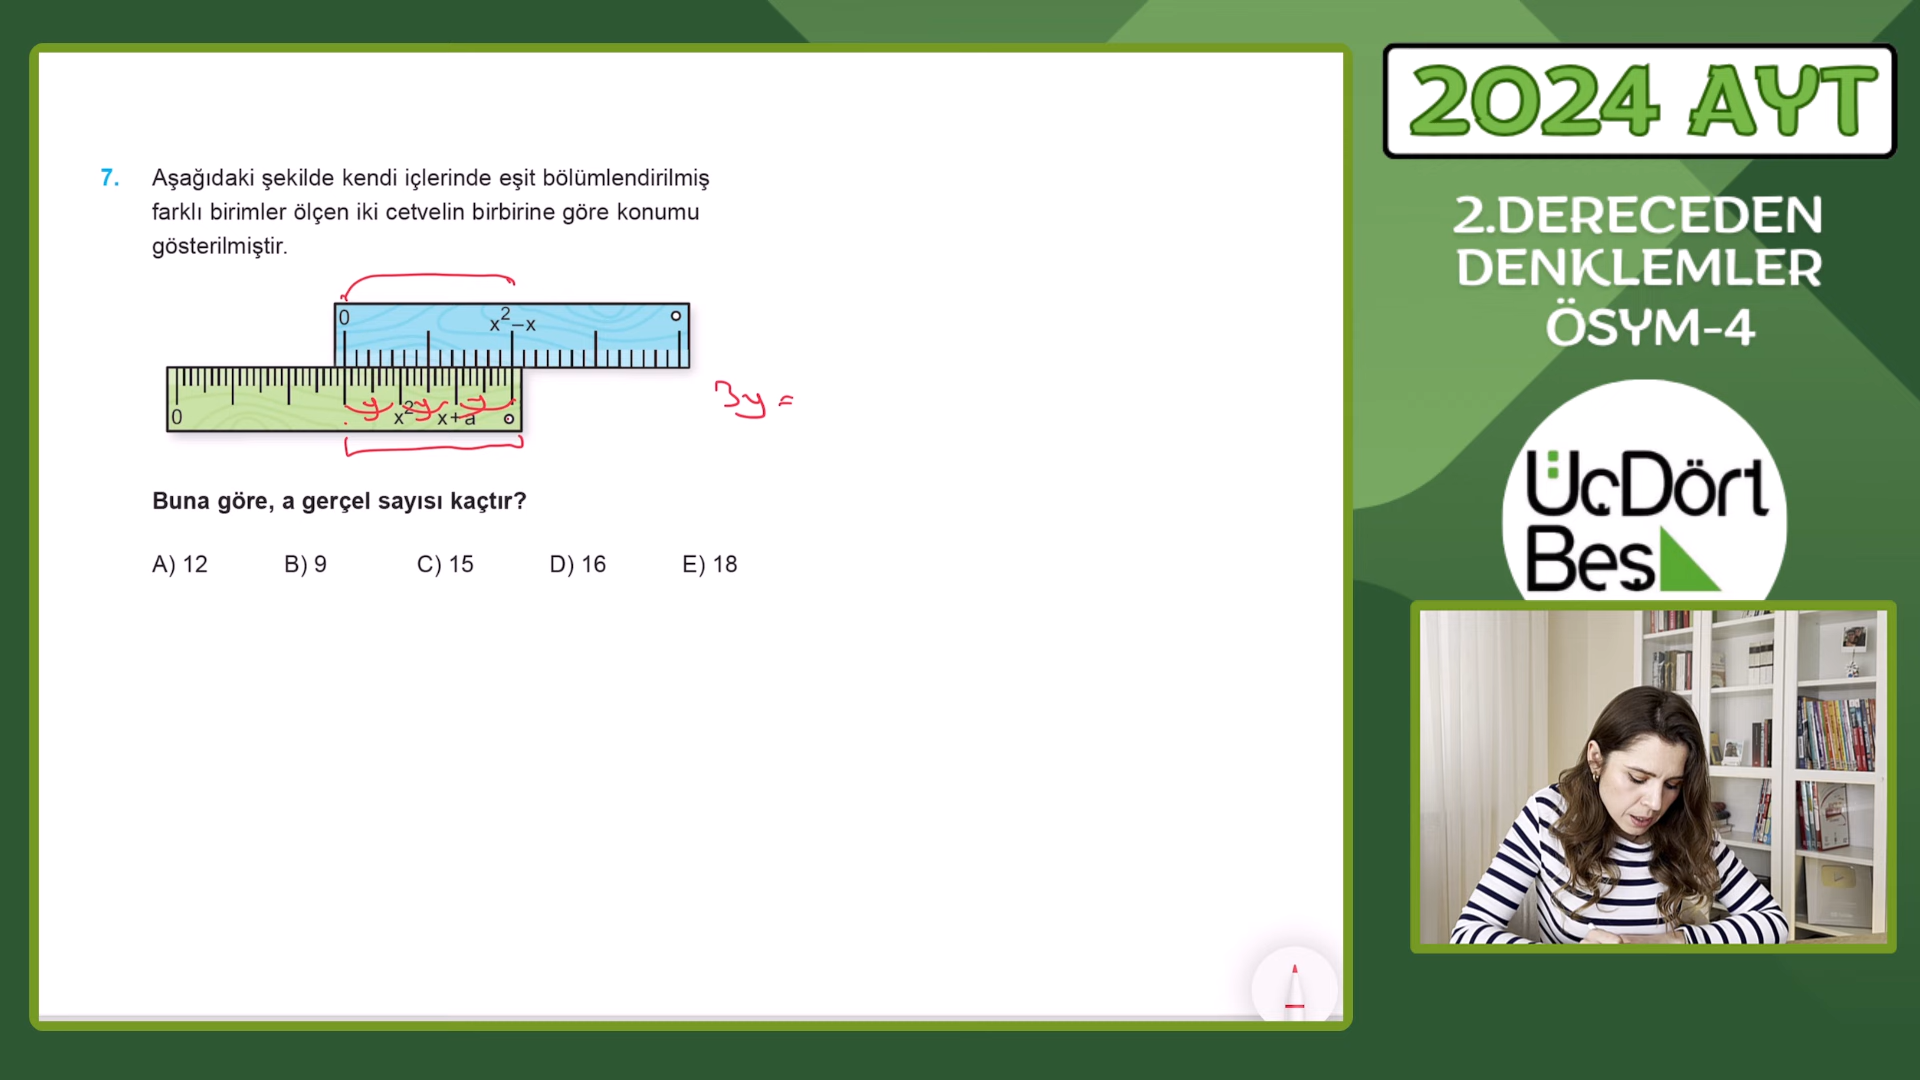 7. Aşağıdaki şekilde kendi içlerinde eşit bölümlendirilmiş
farklı birimler ölçen iki cetvelin birbirine göre konumu
gösterilmiştir.
0 x²–x
y y y
0 x² x+a
3y =
Buna göre, a gerçel sayısı kaçtır?
A) 12 B) 9 C) 15 D) 16 E) 18
2024 AYT
2.DERECEDEN
DENKLEMLER
ÖSYM-4
ÜçDört
Beş